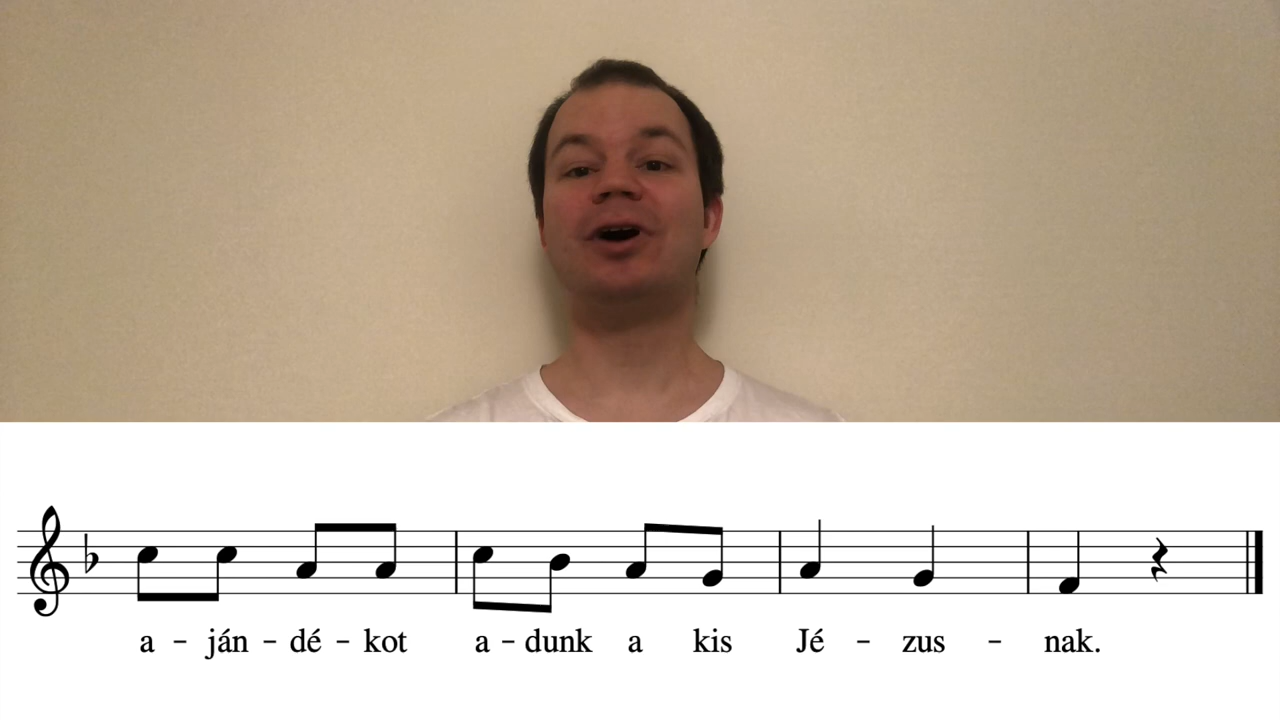 a – ján – dé – kot a – dunk a kis Jé – zus – nak.